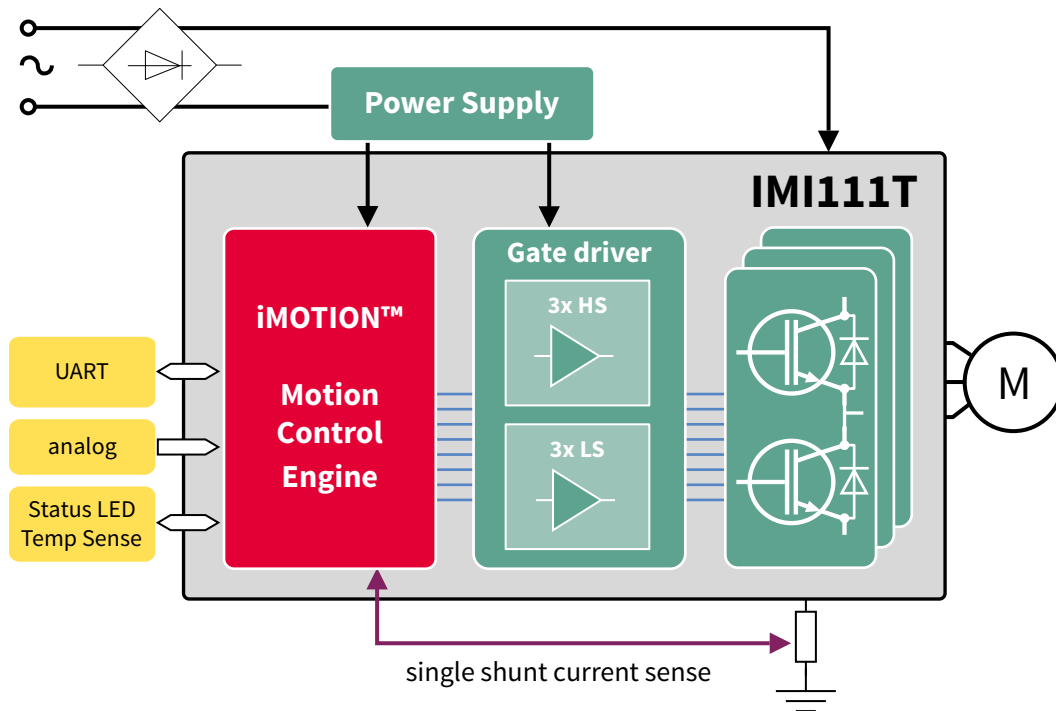 Power Supply
IMI111T
Gate driver
3x HS
iMOTION™
Motion
Control
Engine
3x LS
UART
analog
Status LED
Temp Sense
M
single shunt current sense